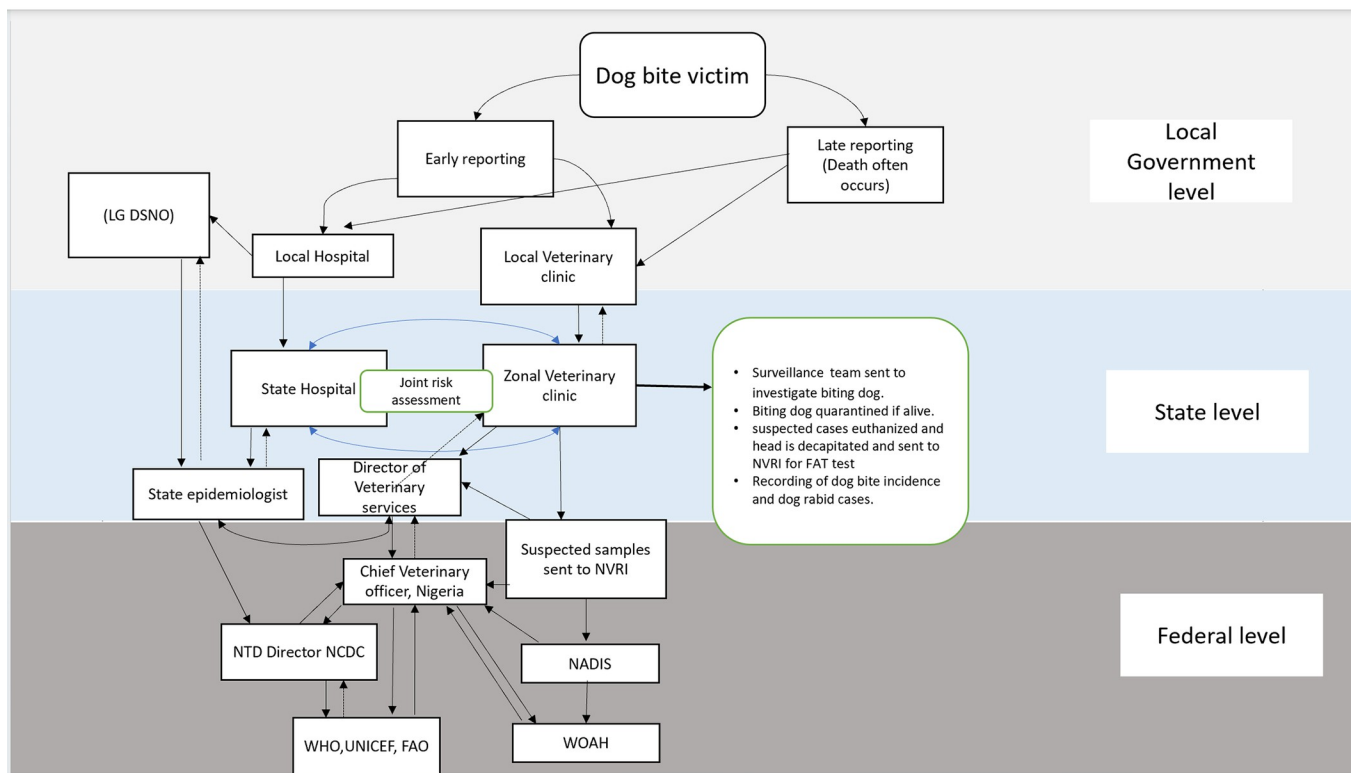 Dog bite victim
Early reporting
Late reporting
(Death often
occurs)
Local
Government
level
(LG DSNO)
Local Hospital
Local Veterinary
clinic
State Hospital
Joint risk
assessment
Zonal Veterinary
clinic
• Surveillance team sent to
investigate biting dog.
• Biting dog quarantined if alive.
• suspected cases euthanized and
head is decapitated and sent to
NVRI for FAT test
• Recording of dog bite incidence
and dog rabid cases.
State level
State epidemiologist
Director of
Veterinary
services
Suspected samples
sent to NVRI
Chief Veterinary
officer, Nigeria
Federal level
NTD Director NCDC
NADIS
WHO,UNICEF, FAO
WOAH